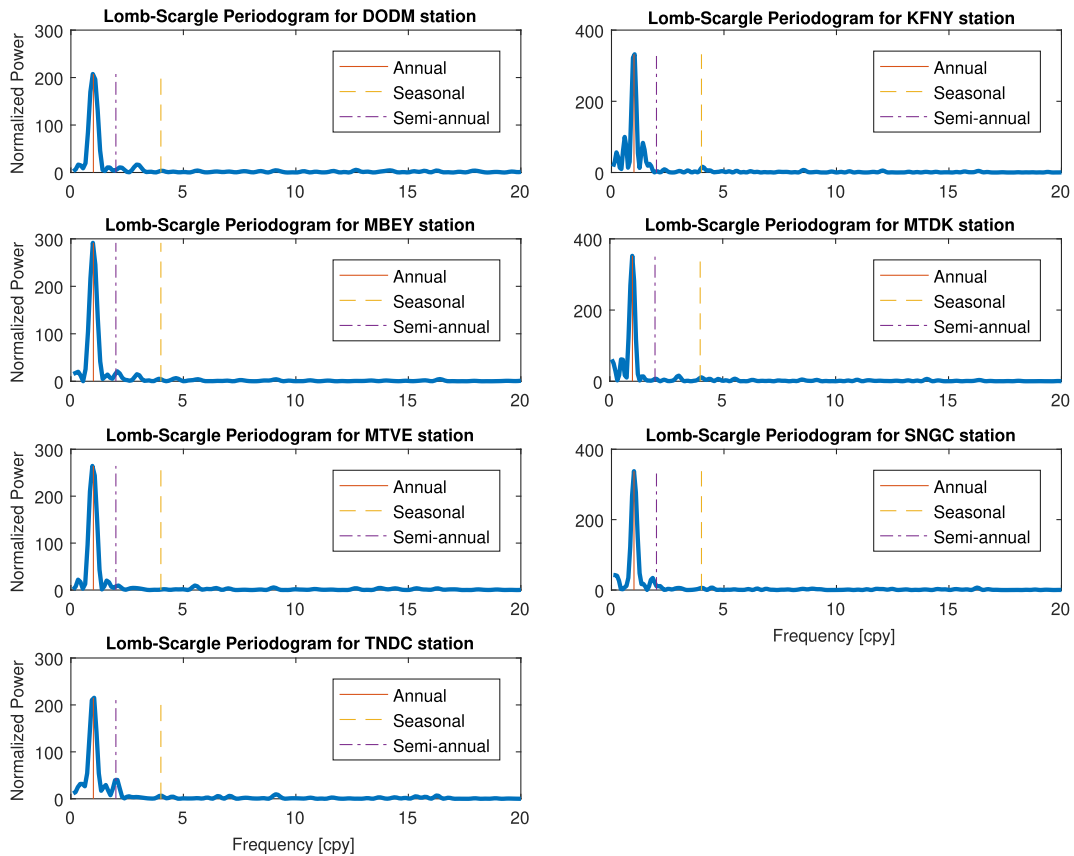 Lomb-Scargle Periodogram for DODM station
Normalized Power
300
200
100
0
0 5 10 15 20
Annual
Seasonal
Semi-annual
Lomb-Scargle Periodogram for KFNY station
400
200
0
0 5 10 15 20
Annual
Seasonal
Semi-annual
Lomb-Scargle Periodogram for MBEY station
Normalized Power
300
200
100
0
0 5 10 15 20
Annual
Seasonal
Semi-annual
Lomb-Scargle Periodogram for MTDK station
400
200
0
0 5 10 15 20
Annual
Seasonal
Semi-annual
Lomb-Scargle Periodogram for MTVE station
Normalized Power
300
200
100
0
0 5 10 15 20
Annual
Seasonal
Semi-annual
Lomb-Scargle Periodogram for SNGC station
400
200
0
0 5 10 15 20
Frequency [cpy]
Annual
Seasonal
Semi-annual
Lomb-Scargle Periodogram for TNDC station
Normalized Power
300
200
100
0
0 5 10 15 20
Frequency [cpy]
Annual
Seasonal
Semi-annual